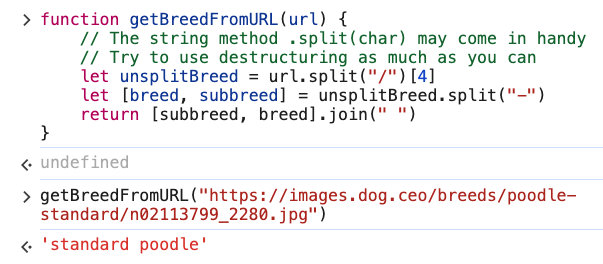 function getBreedFromURL(url) {
    // The string method .split(char) may come in handy
    // Try to use destructuring as much as you can
    let unsplitBreed = url.split("/")[4]
    let [breed, subbreed] = unsplitBreed.split("-")
    return [subbreed, breed].join(" ")
}
undefined
getBreedFromURL("https://images.dog.ceo/breeds/poodle-
standard/n02113799_2280.jpg")
'standard poodle'